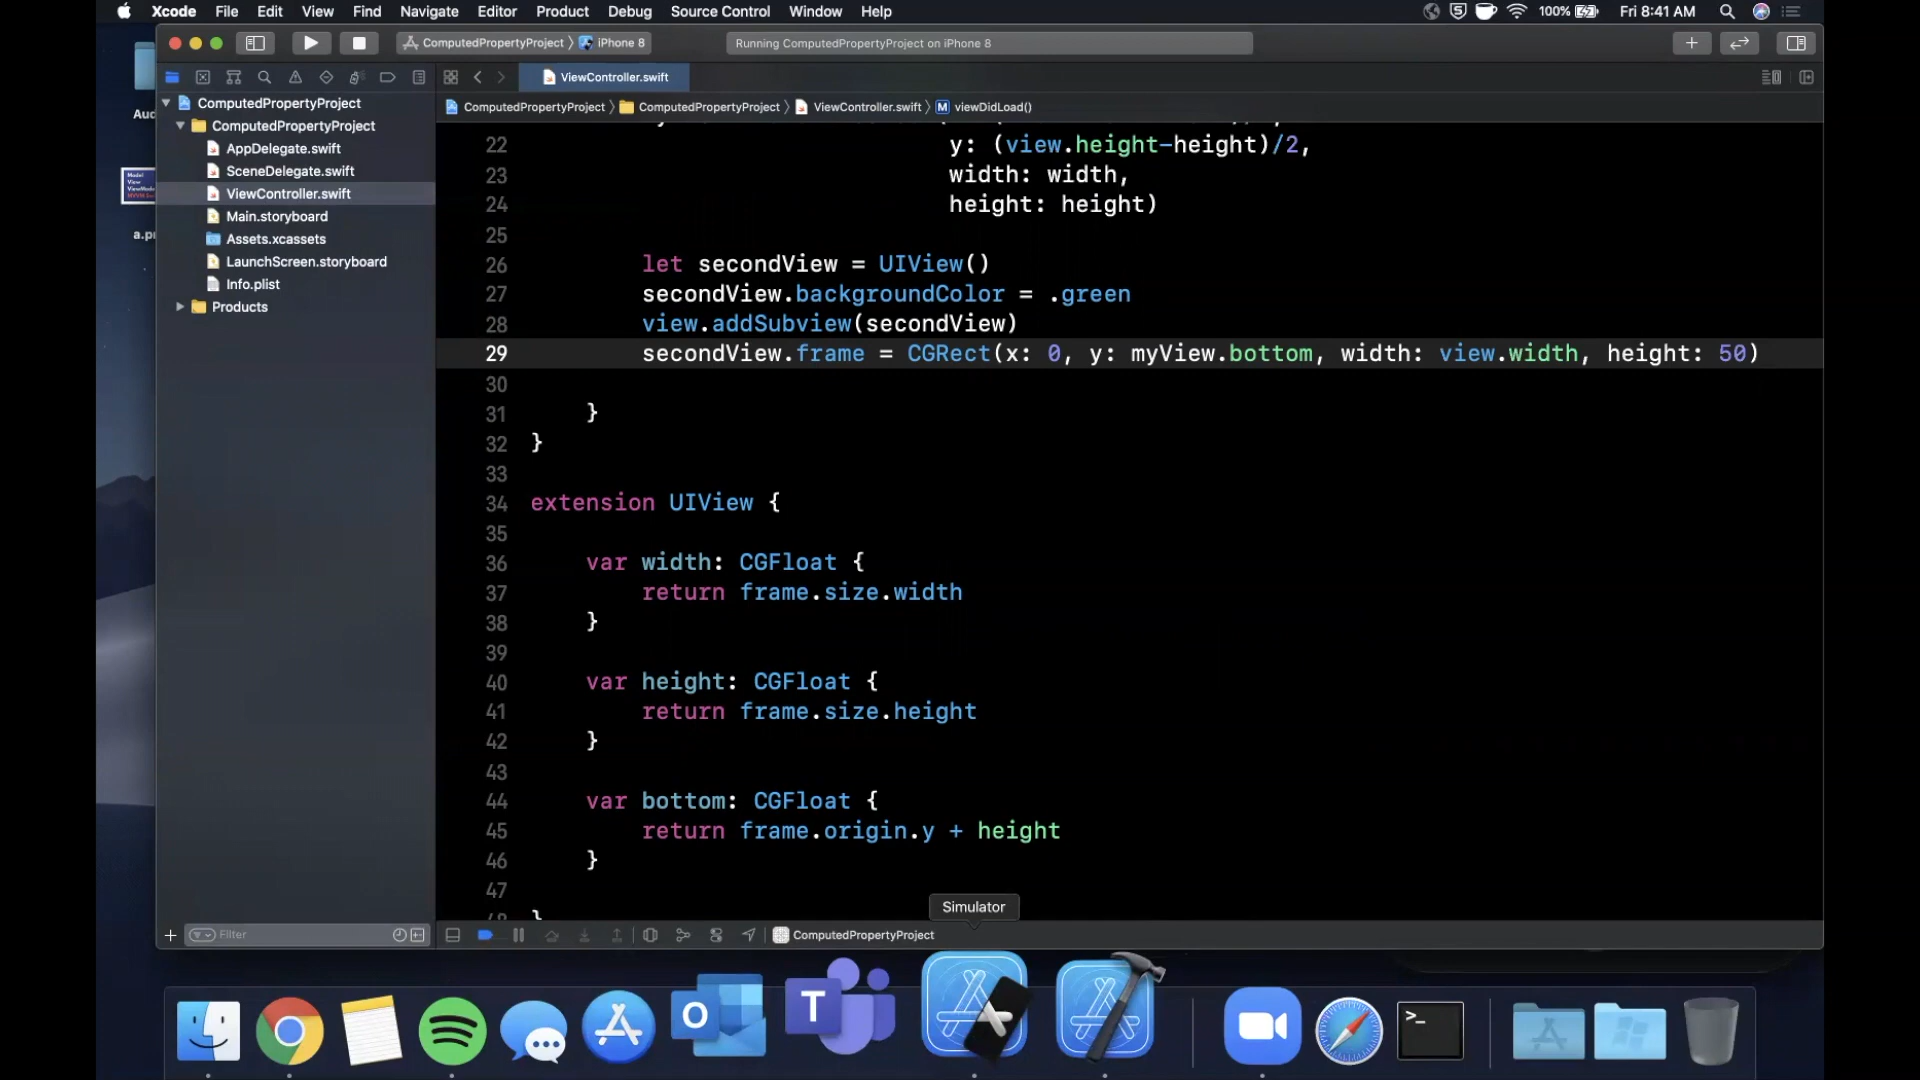 Xcode File Edit View Find Navigate Editor Product Debug Source Control Window Help 100% Fri 8:41 AM
ComputedPropertyProject iPhone 8 Running ComputedPropertyProject on iPhone 8
ViewController.swift
ComputedPropertyProject ComputedPropertyProject ViewController.swift M viewDidLoad()
ComputedPropertyProject
ComputedPropertyProject
AppDelegate.swift
SceneDelegate.swift
ViewController.swift
Main.storyboard
Assets.xcassets
LaunchScreen.storyboard
Info.plist
Products
Auc
Model
View
ViewModel
a.pr
22 y: (view.height-height)/2,
23 width: width,
24 height: height)
25
26 let secondView = UIView()
27 secondView.backgroundColor = .green
28 view.addSubview(secondView)
29 secondView.frame = CGRect(x: 0, y: myView.bottom, width: view.width, height: 50)
30
31 }
32 }
33
34 extension UIView {
35
36 var width: CGFloat {
37 return frame.size.width
38 }
39
40 var height: CGFloat {
41 return frame.size.height
42 }
43
44 var bottom: CGFloat {
45 return frame.origin.y + height
46 }
47
48 }
Simulator
Filter
ComputedPropertyProject